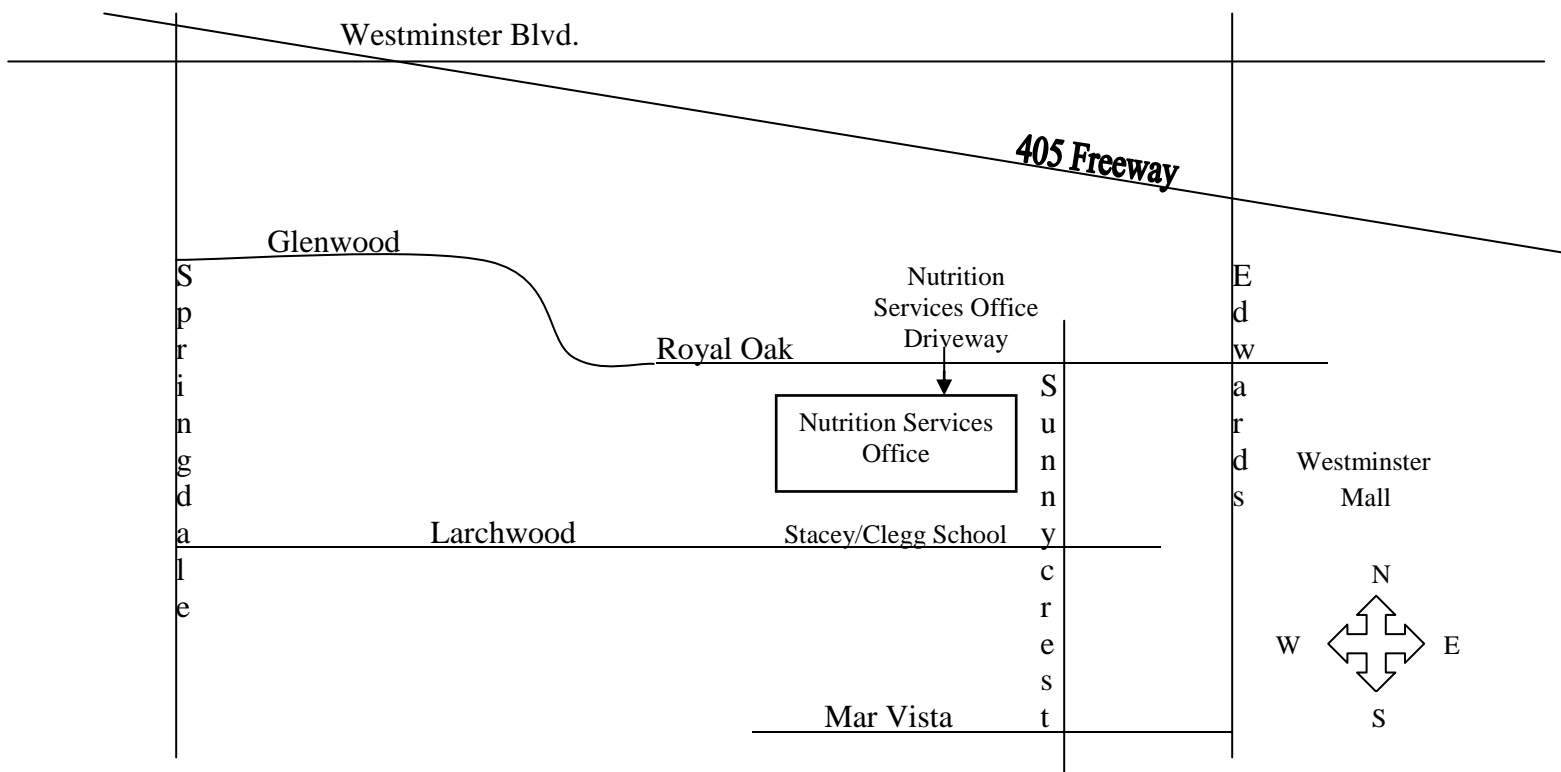 Westminster Blvd.
405 Freeway
Glenwood
Springdale
Nutrition
Services Office
Driveway
Edwards
Royal Oak
Sunnycrest
Nutrition Services
Office
Westminster
Mall
Larchwood
Stacey/Clegg School
N
W
E
S
Mar Vista